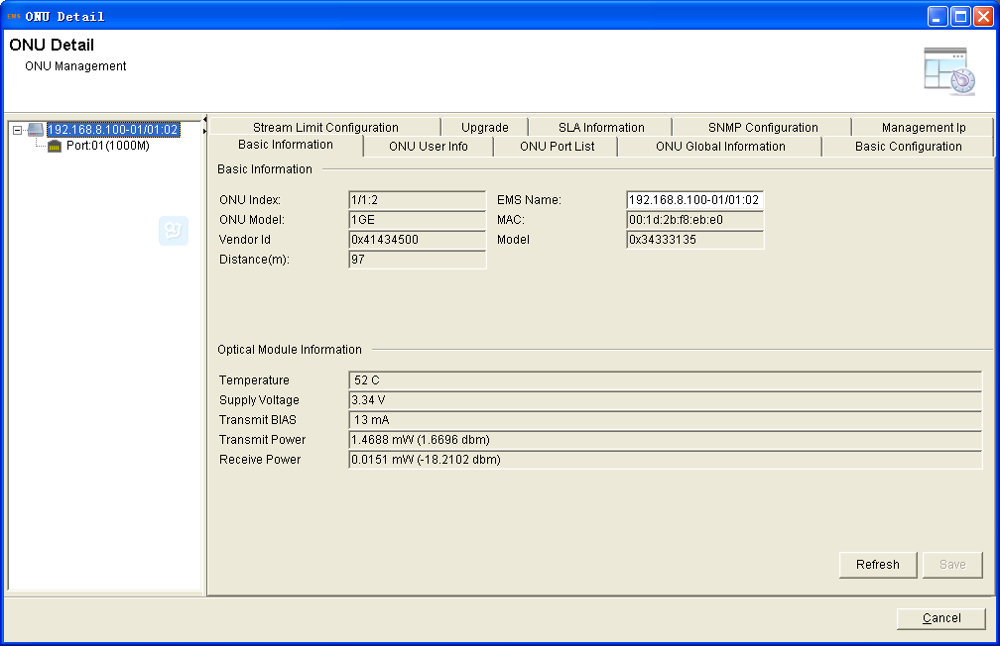 EMS ONU Detail
ONU Detail
ONU Management
192.168.8.100-01/01:02
Port:01(1000M)
Stream Limit Configuration Upgrade SLA Information SNMP Configuration Management Ip
Basic Information ONU User Info ONU Port List ONU Global Information Basic Configuration
Basic Information
ONU Index: 1/1:2 EMS Name: 192.168.8.100-01/01:02
ONU Model: 1GE MAC: 00:1d:2b:f8:eb:e0
Vendor Id 0x41434500 Model 0x34333135
Distance(m): 97
Optical Module Information
Temperature 52 C
Supply Voltage 3.34 V
Transmit BIAS 13 mA
Transmit Power 1.4688 mW (1.6696 dbm)
Receive Power 0.0151 mW (-18.2102 dbm)
Refresh Save
Cancel